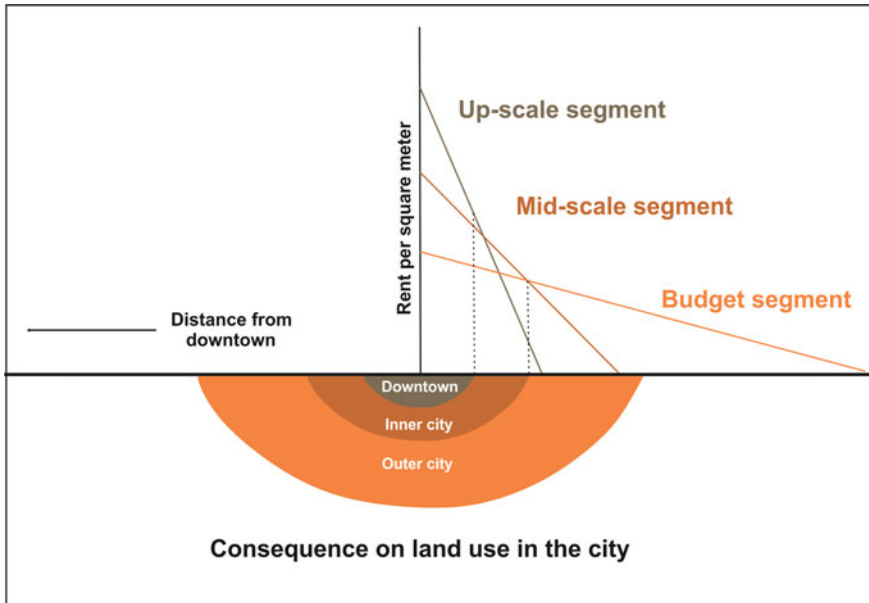 Up-scale segment
Rent per square meter
Mid-scale segment
Budget segment
Distance from
downtown
Downtown
Inner city
Outer city
Consequence on land use in the city